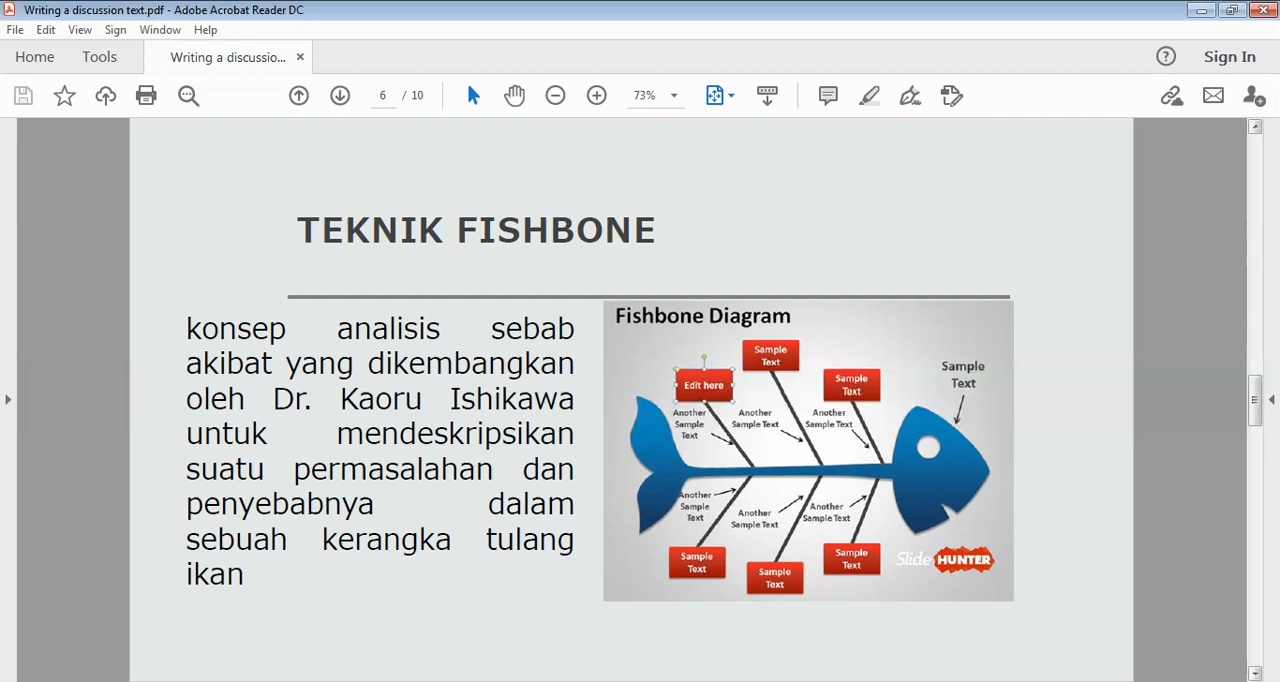 Writing a discussion text.pdf - Adobe Acrobat Reader DC
File Edit View Sign Window Help
Home Tools Writing a discussio... × ? Sign In
6 / 10 73%
TEKNIK FISHBONE
konsep analisis sebab
akibat yang dikembangkan
oleh Dr. Kaoru Ishikawa
untuk mendeskripsikan
suatu permasalahan dan
penyebabnya dalam
sebuah kerangka tulang
ikan
Fishbone Diagram
Sample
Text
Edit here
Sample
Text
Sample
Text
Another
Sample
Text
Another
Sample Text
Another
Sample Text
Another
Sample
Text
Another
Sample Text
Another
Sample Text
Sample
Text
Sample
Text
Sample
Text
Slide HUNTER